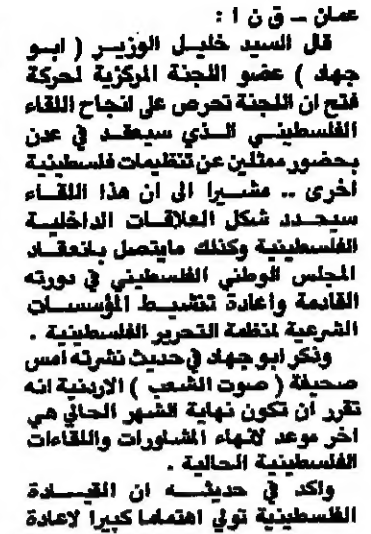 عمان ــ ق ن ا :
قال السيد خليل الوزير ( ابو
جهاد ) عضو اللجنة المركزية لحركة
فتح ان اللجنة تحرص على انجاح اللقاء
الفلسطيني الذي سيعقد في عدن
بحضور ممثلين عن تنظيمات فلسطينية
اخرى .. مشيرا الى ان هذا اللقاء
سيحدد شكل العلاقات الداخلية
الفلسطينية وكذلك مايتصل بانعقاد
المجلس الوطني الفلسطيني في دورته
القادمة واعادة تنشيط المؤسسات
الشرعية لمنظمة التحرير الفلسطينية .
وذكر ابو جهاد في حديث نشرته امس
صحيفة ( صوت الشعب ) الاردنية انه
تقرر ان تكون نهاية الشهر الحالي هي
اخر موعد لانهاء المشاورات واللقاءات
الفلسطينية الحالية .
واكد في حديثه ان القيادة
الفلسطينية تولي اهتماما كبيرا لاعادة